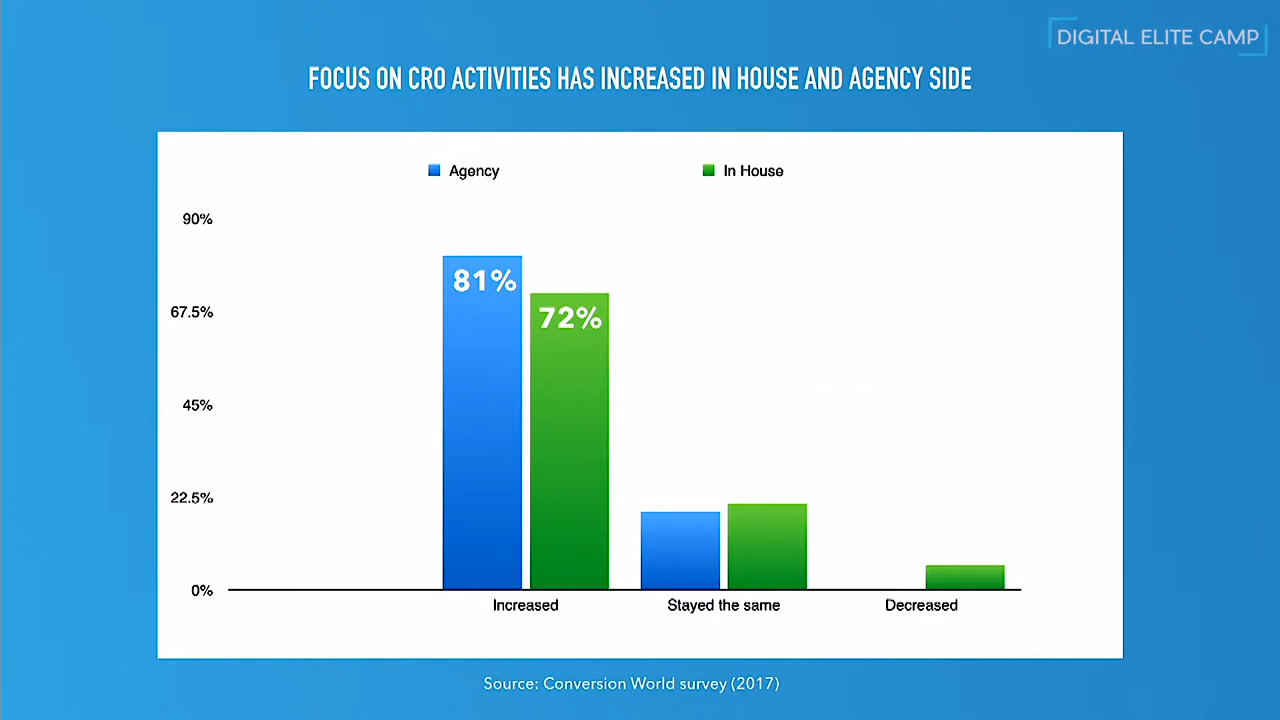 DIGITAL ELITE CAMP
FOCUS ON CRO ACTIVITIES HAS INCREASED IN HOUSE AND AGENCY SIDE
Agency
In House
90%
67.5%
45%
22.5%
0%
81%
72%
Increased
Stayed the same
Decreased
Source: Conversion World survey (2017)